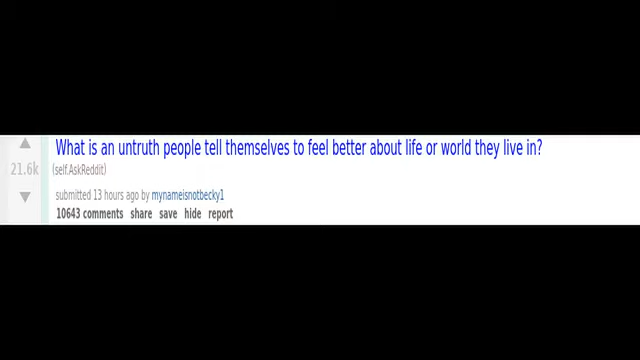 What is an untruth people tell themselves to feel better about life or world they live in?
21.6k (self.AskReddit)
submitted 13 hours ago by mynameisnotbecky1
10643 comments share save hide report